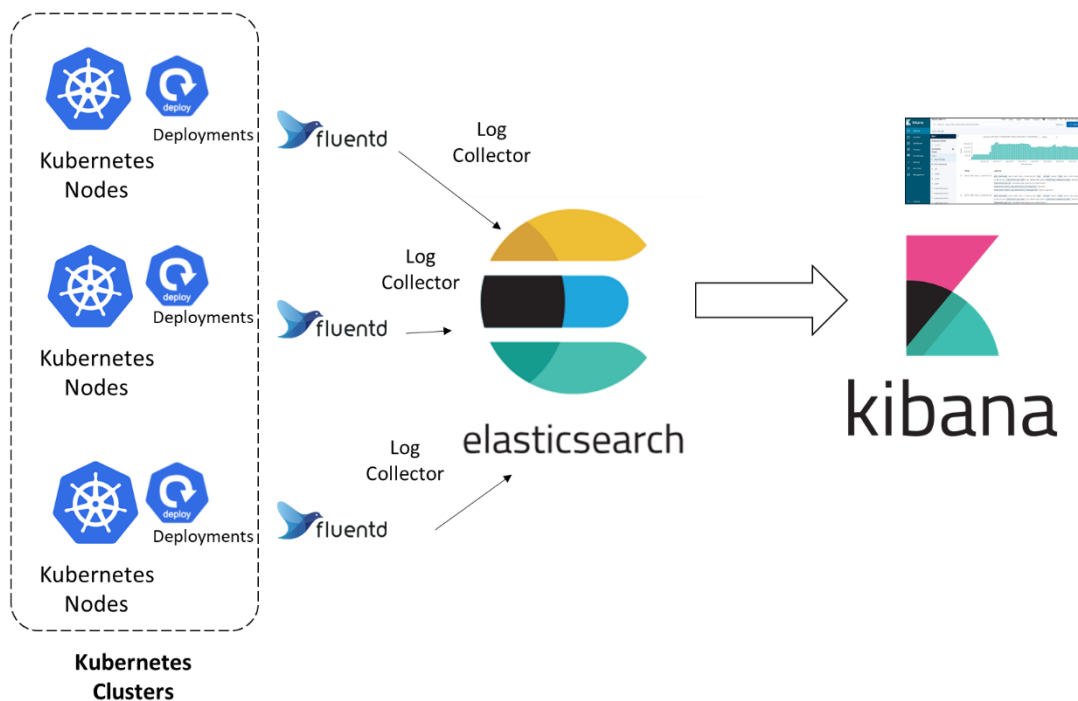 deploy
Deployments
Kubernetes
Nodes
fluentd
Log
Collector
deploy
Deployments
Kubernetes
Nodes
fluentd
Log
Collector
deploy
Deployments
Kubernetes
Nodes
fluentd
Log
Collector
Kubernetes
Clusters
elasticsearch
kibana
kibana